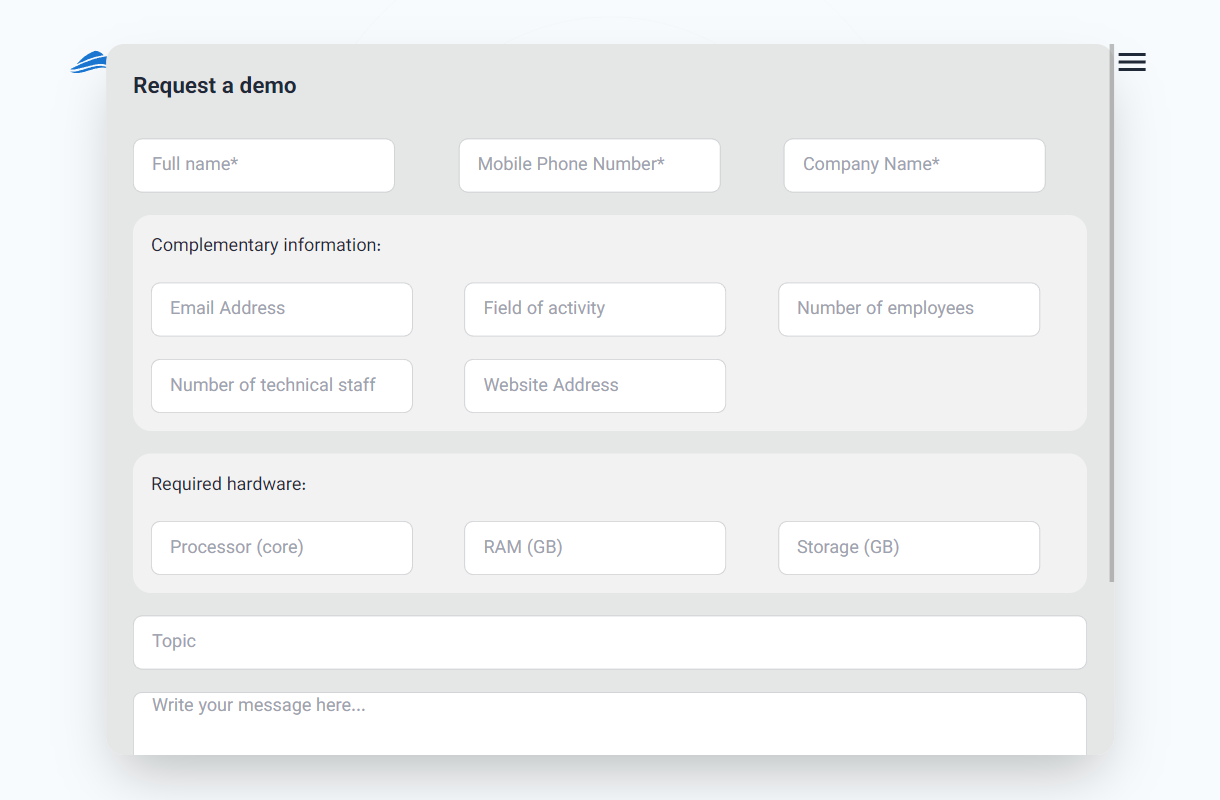 Request a demo
Full name*
Mobile Phone Number*
Company Name*
Complementary information:
Email Address
Field of activity
Number of employees
Number of technical staff
Website Address
Required hardware:
Processor (core)
RAM (GB)
Storage (GB)
Topic
Write your message here...